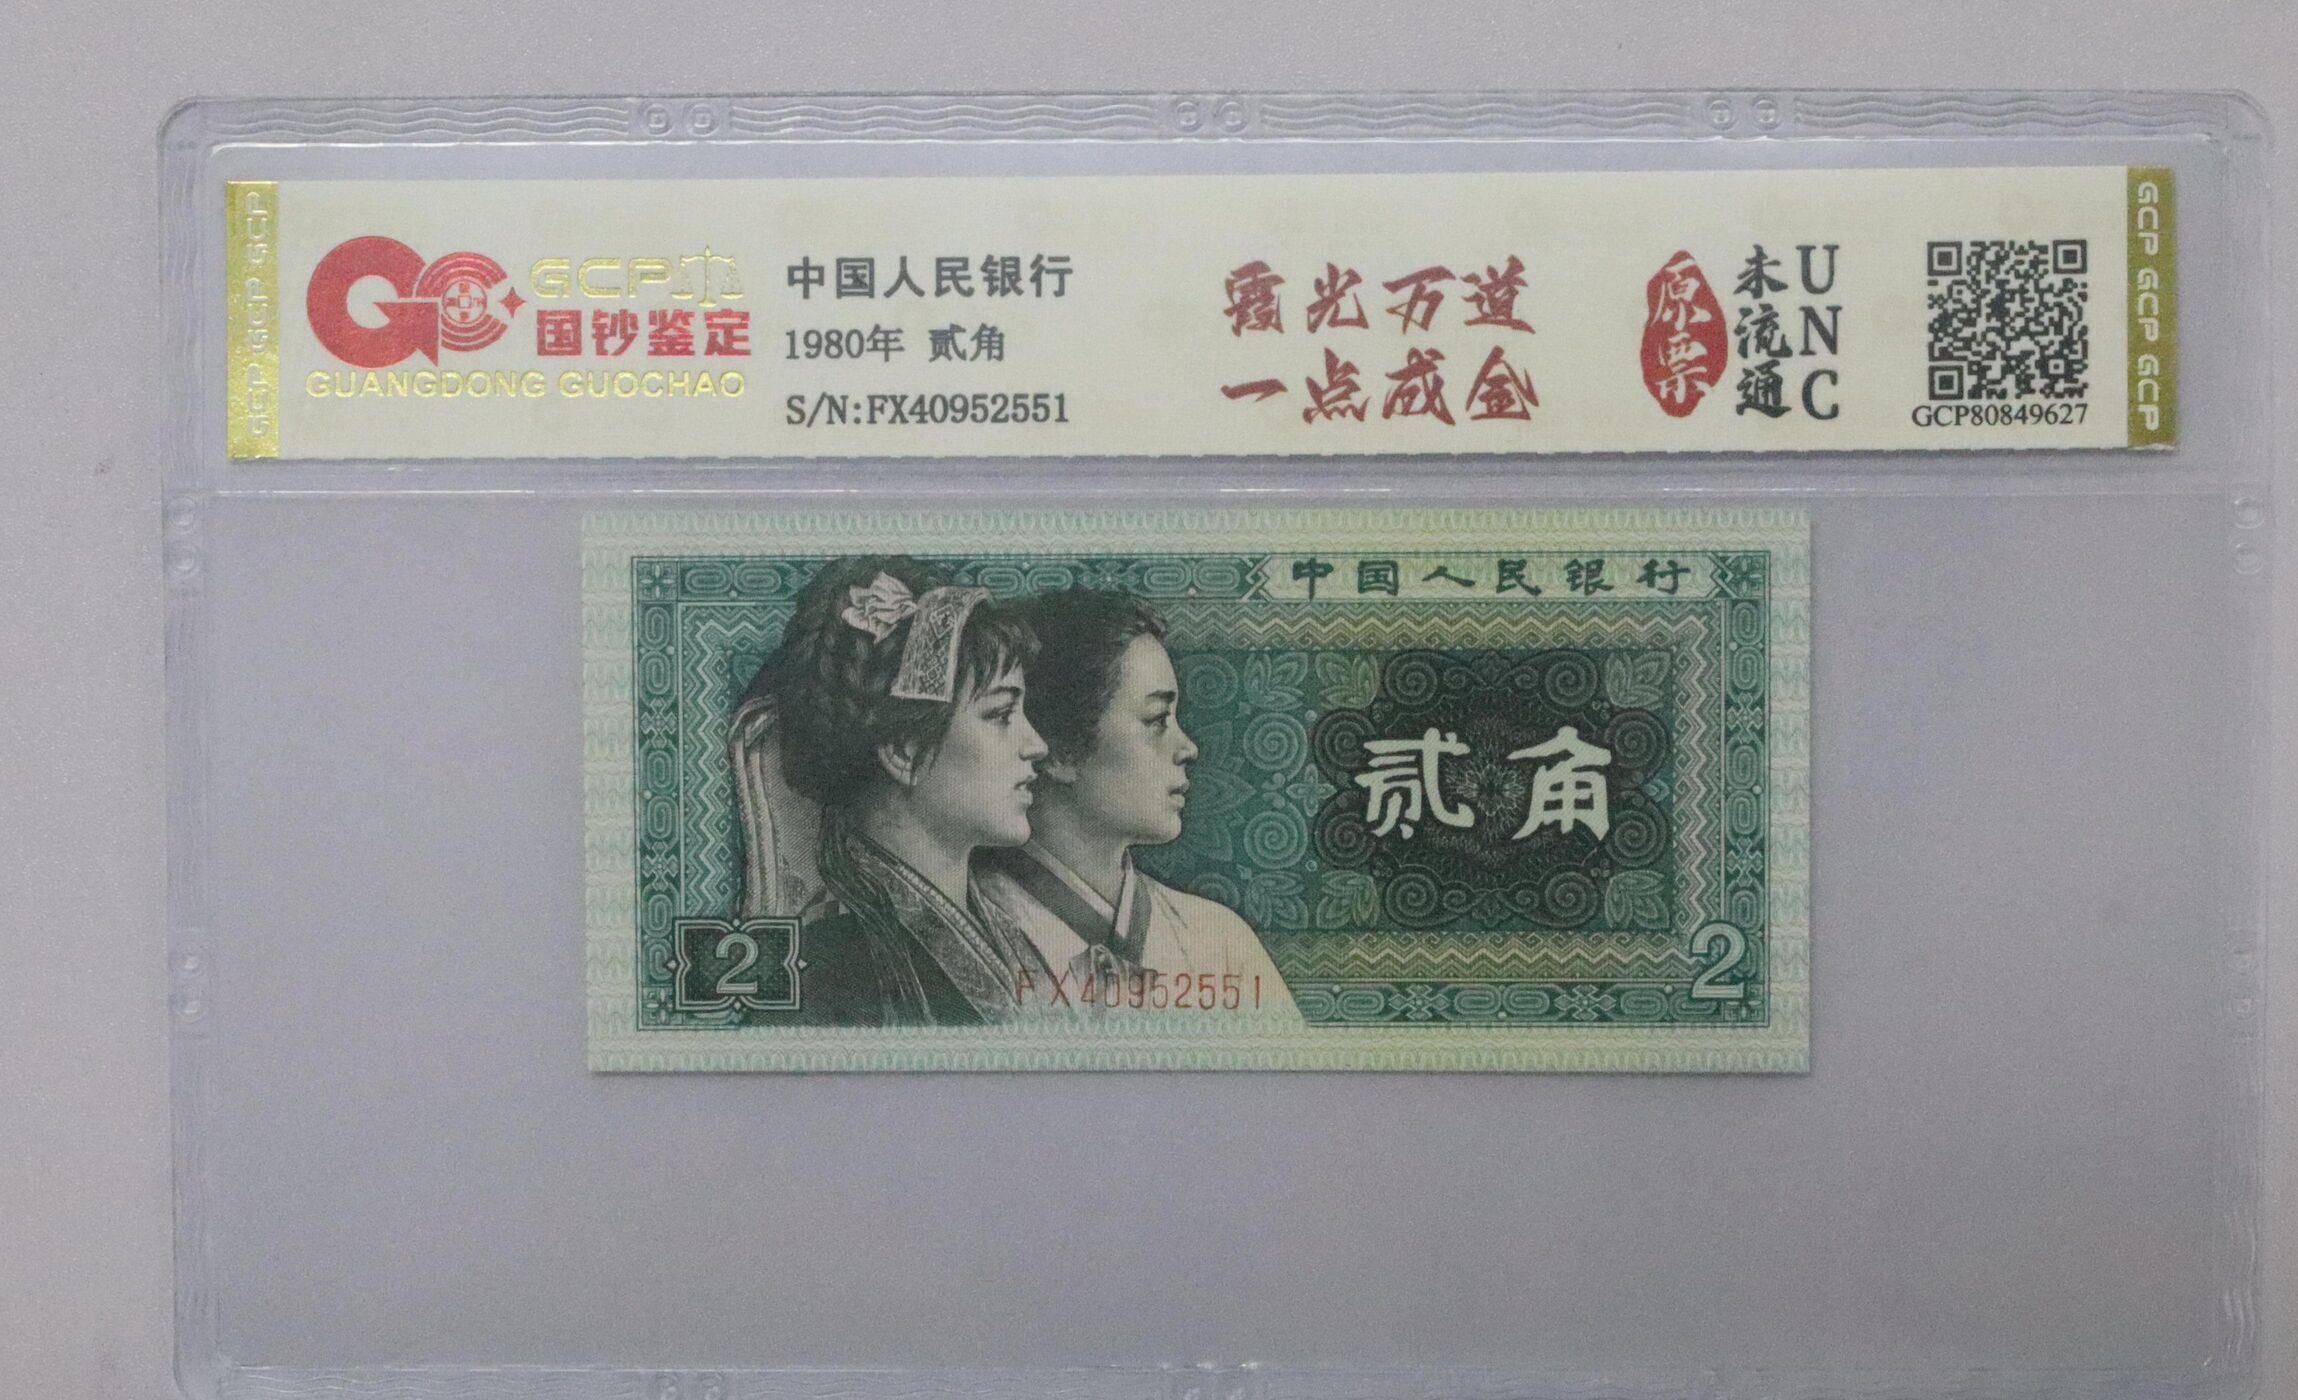 GCP
国钞鉴定
GUANGDONG GUOCHAO
中国人民银行
1980年 贰角
S/N:FX40952551
霞光万道
一点成金
原票
未流通
UNC
GCP80849627
GCP GCP GCP
GCP GCP GCP
中国人民银行
贰角
2
2
FX40952551